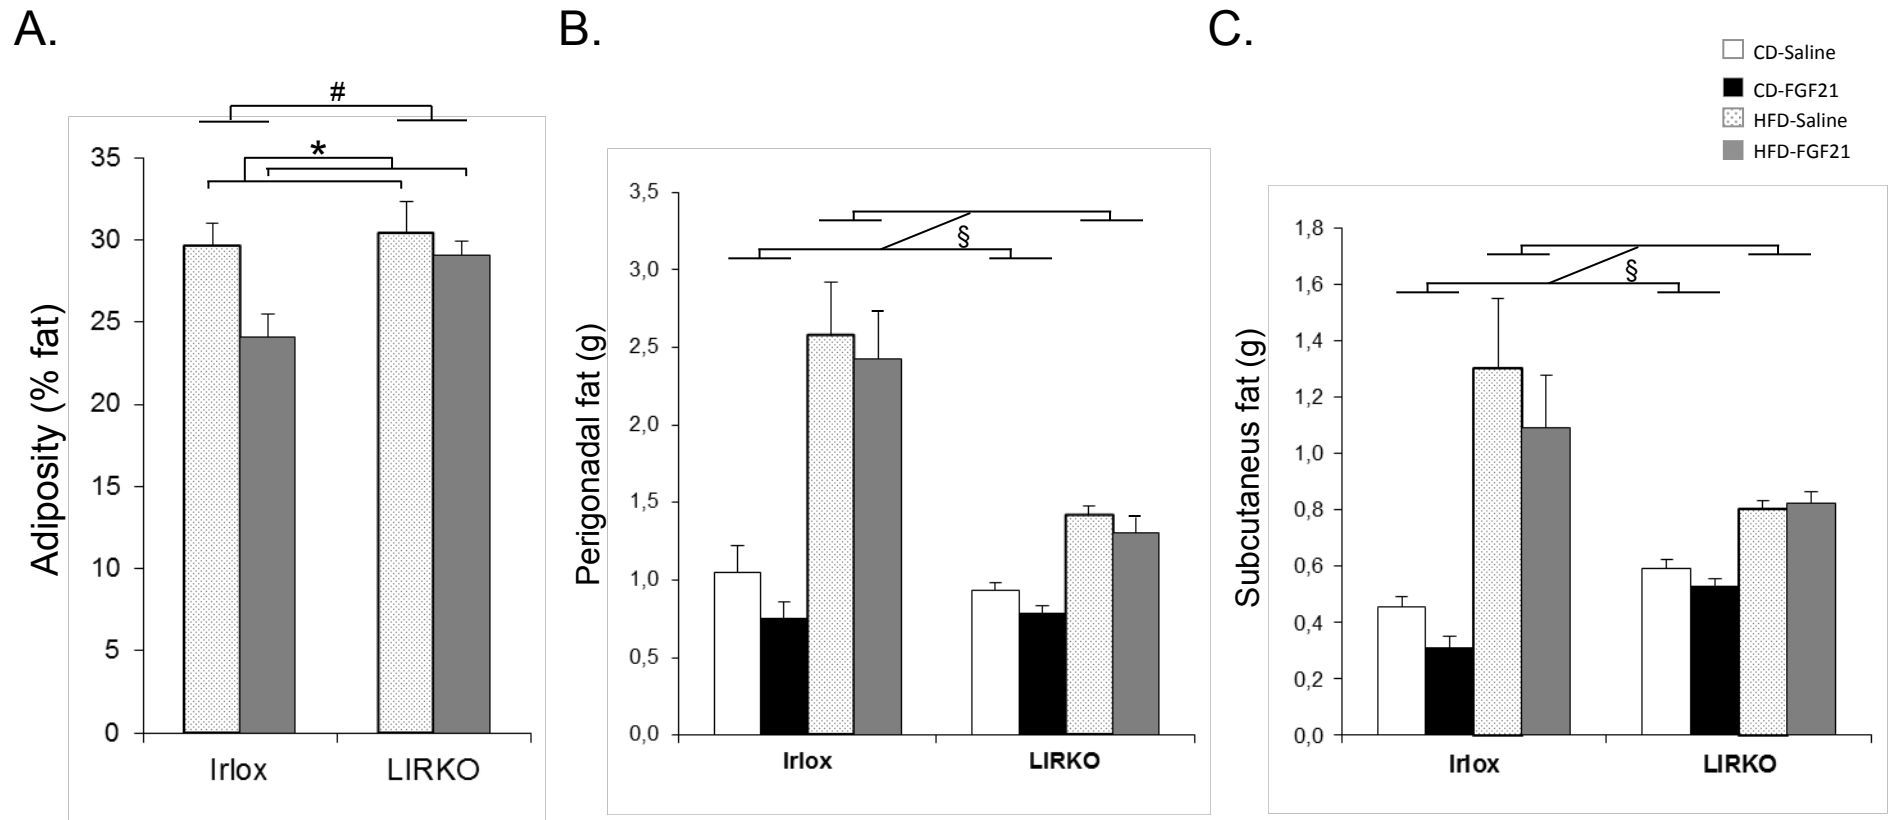 A.
B.
C.
CD-Saline
CD-FGF21
HFD-Saline
HFD-FGF21
#
*
35
30
25
20
15
10
5
0
Adiposity (% fat)
Irlox
LIRKO
§
3,5
3,0
2,5
2,0
1,5
1,0
0,5
0,0
Perigonadal fat (g)
Irlox
LIRKO
§
1,8
1,6
1,4
1,2
1,0
0,8
0,6
0,4
0,2
0,0
Subcutaneus fat (g)
Irlox
LIRKO